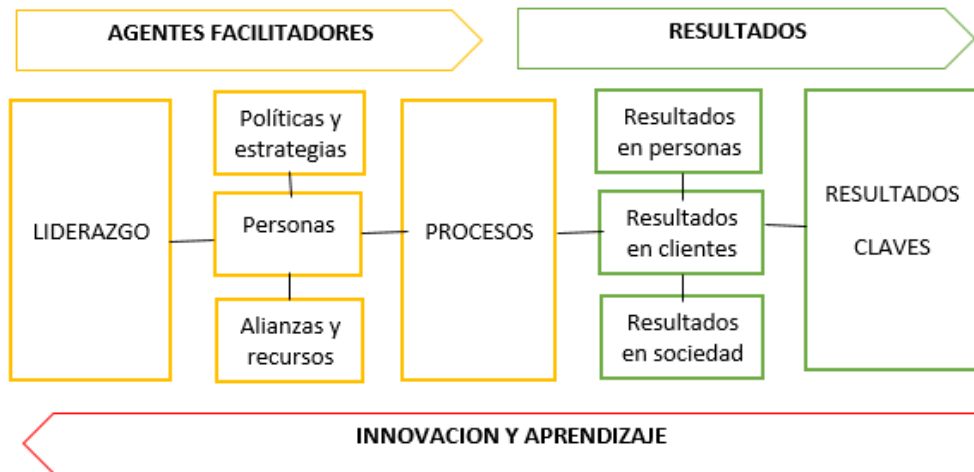 AGENTES FACILITADORES
RESULTADOS
LIDERAZGO
Políticas y
estrategias
Personas
Alianzas y
recursos
PROCESOS
Resultados
en personas
Resultados
en clientes
Resultados
en sociedad
RESULTADOS
CLAVES
INNOVACION Y APRENDIZAJE